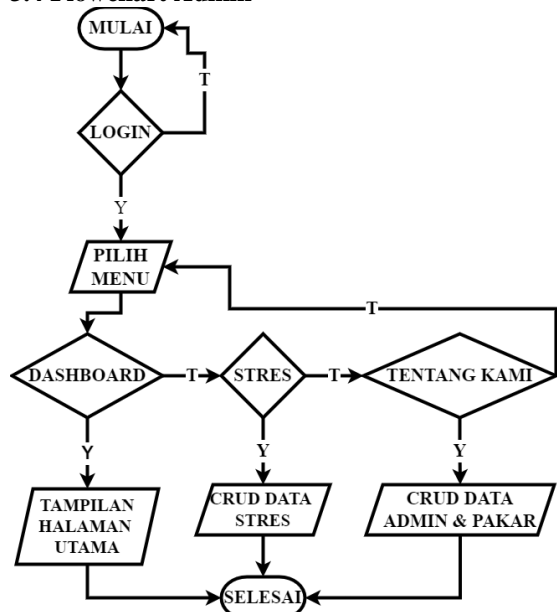 MULAI
T
LOGIN
Y
PILIH
MENU
T
DASHBOARD
T
STRES
T
TENTANG KAMI
Y
Y
Y
TAMPILAN
HALAMAN
UTAMA
CRUD DATA
STRES
CRUD DATA
ADMIN & PAKAR
SELESAI